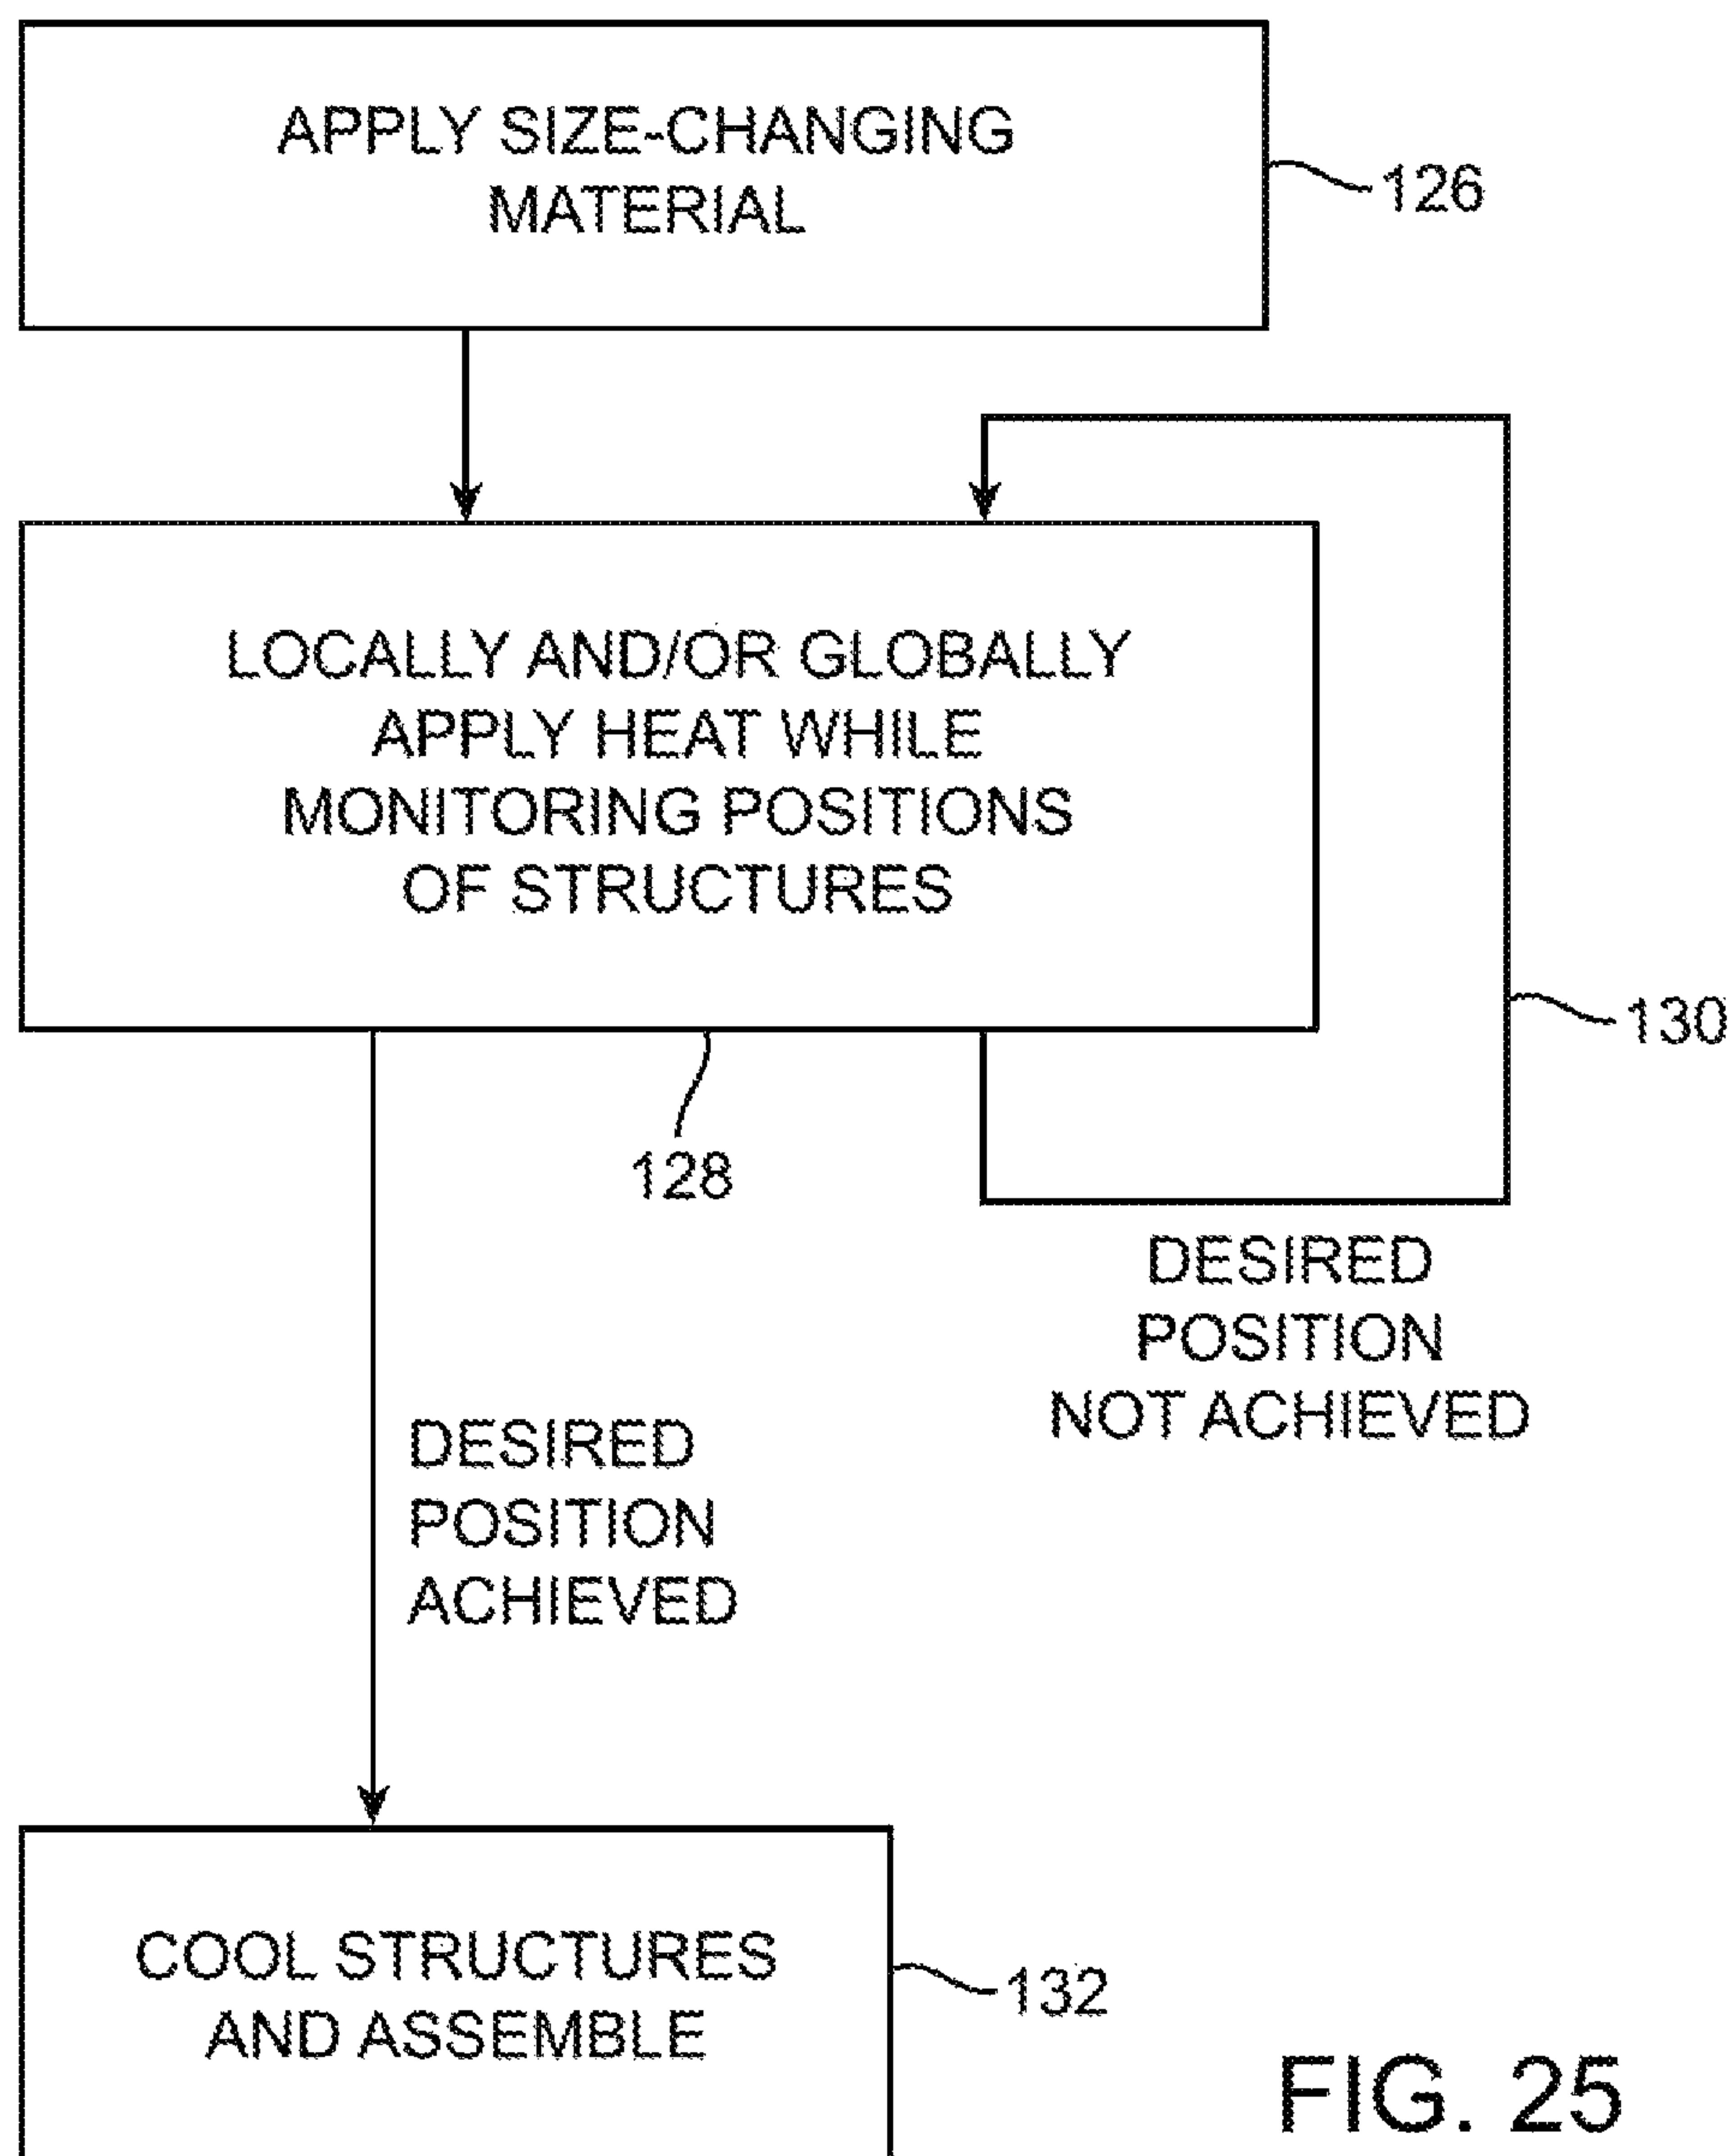 APPLY SIZE-CHANGING
MATERIAL
126
LOCALLY AND/OR GLOBALLY
APPLY HEAT WHILE
MONITORING POSITIONS
OF STRUCTURES
130
128
DESIRED
POSITION
NOT ACHIEVED
DESIRED
POSITION
ACHIEVED
COOL STRUCTURES
AND ASSEMBLE
132
FIG. 25